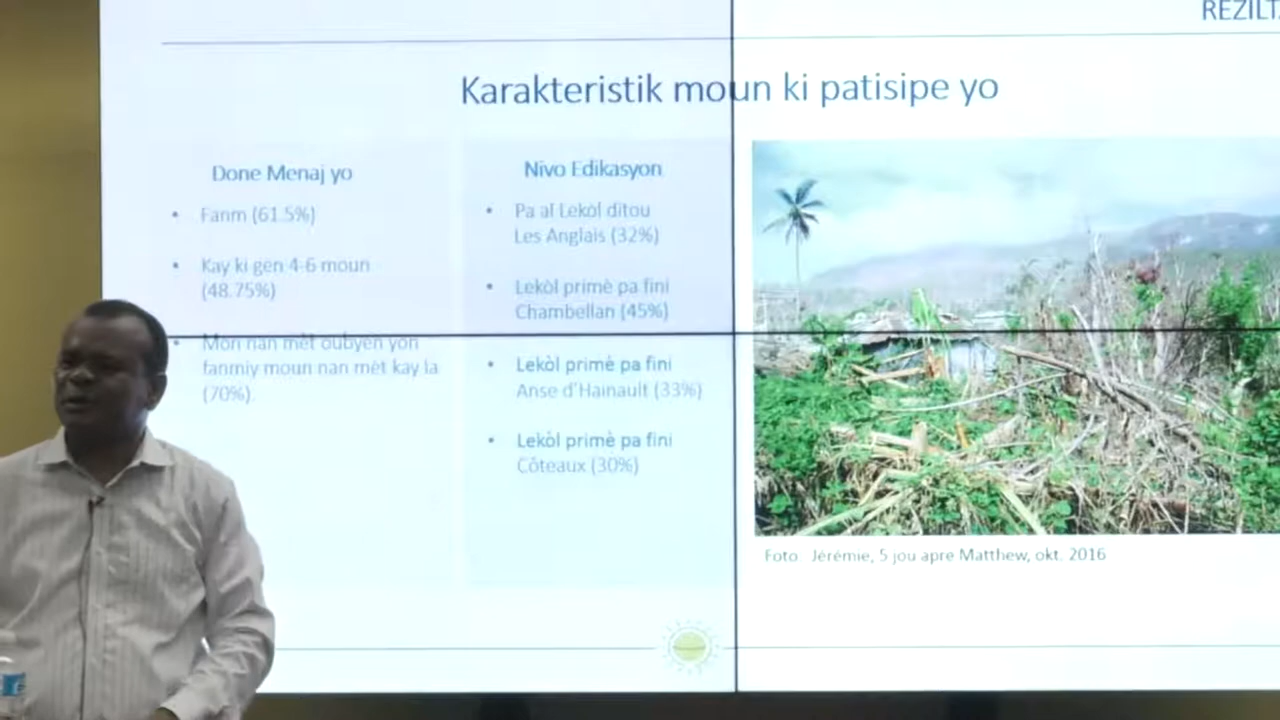 REZILT
Karakteristik moun ki patisipe yo
Done Menaj yo
• Fanm (61.5%)
• Kay ki gen 4-6 moun
(48.75%)
• Mon nan mèt oubyen yon
fanmiy moun nan mèt kay la
(70%)
Nivo Edikasyon
• Pa al Lekòl ditou
Les Anglais (32%)
• Lekòl primè pa fini
Chambellan (45%)
• Lekòl primè pa fini
Anse d'Hainault (33%)
• Lekòl primè pa fini
Côteaux (30%)
Foto Jérémie, 5 jou apre Matthew, okt. 2016